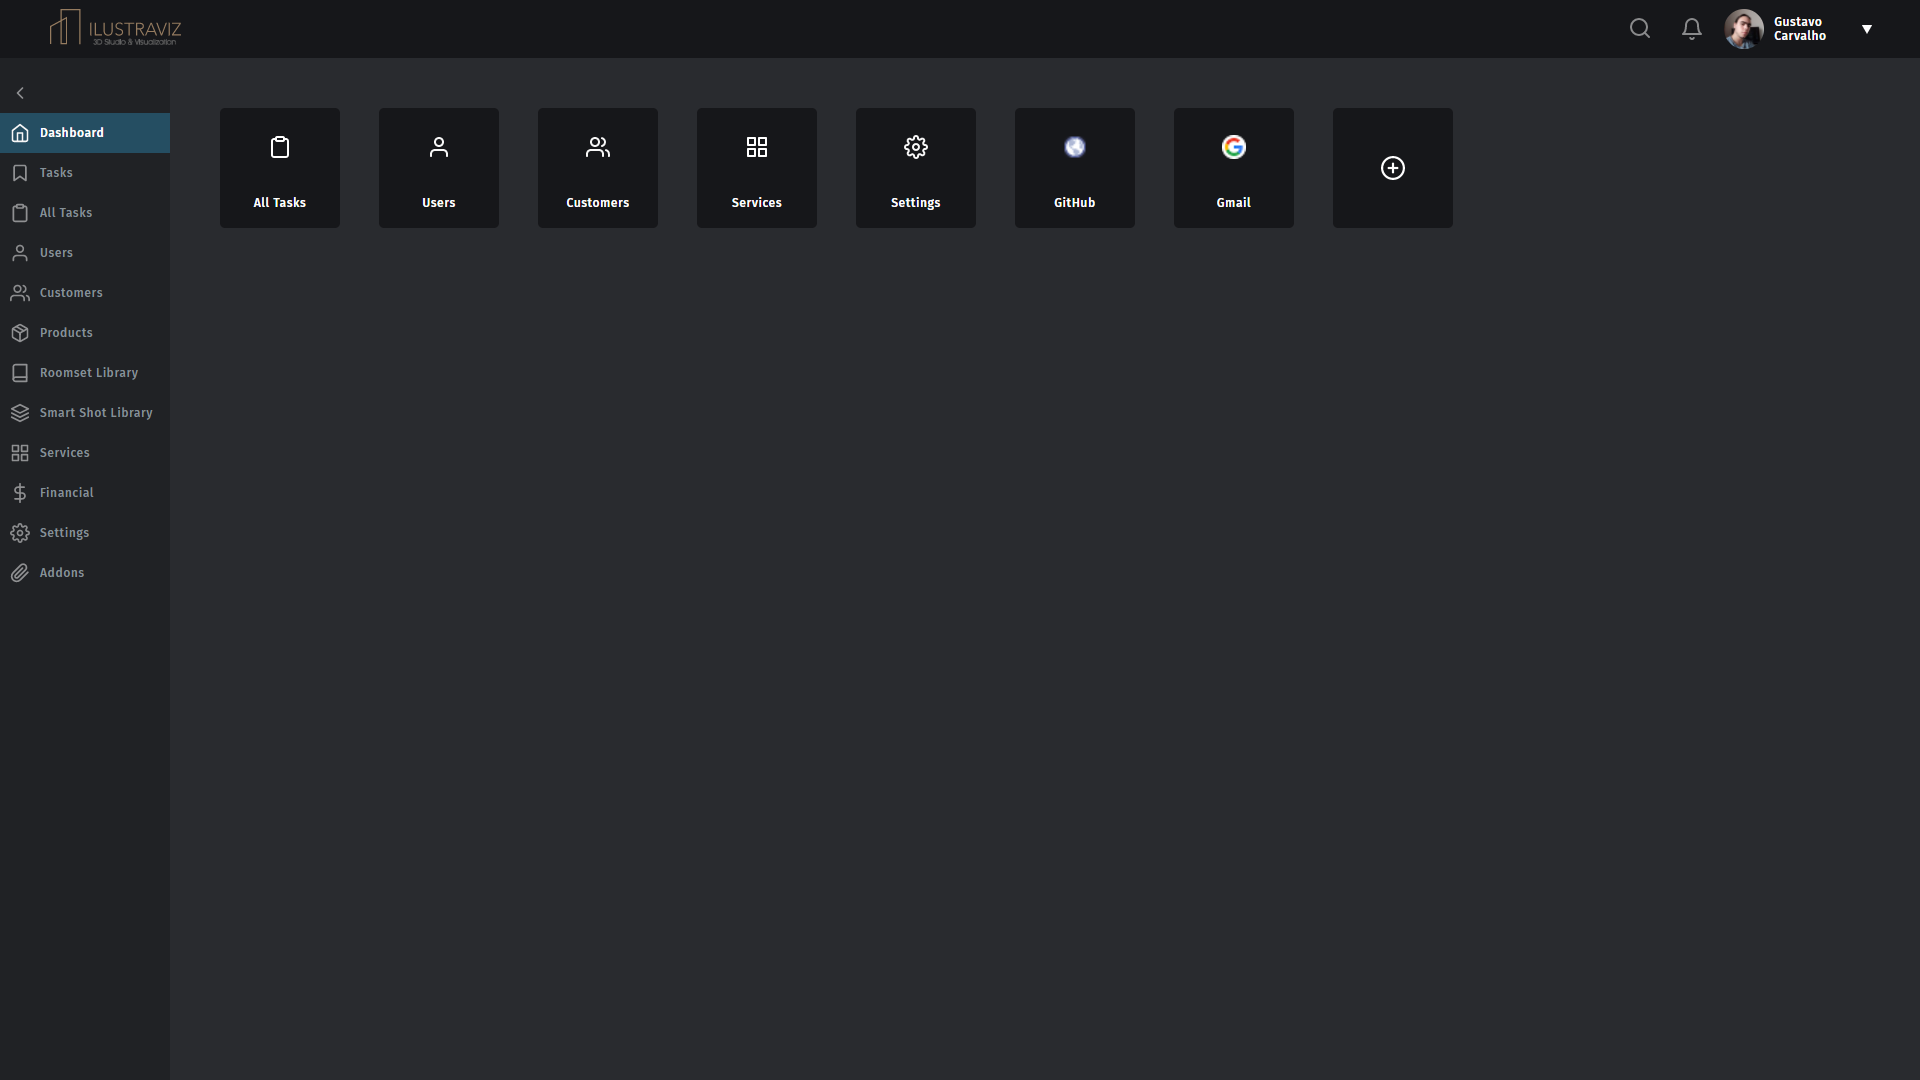 ILUSTRAVIZ
3D Studio & Visualization
Gustavo
Carvalho
Dashboard
Tasks
All Tasks
Users
Customers
Products
Roomset Library
Smart Shot Library
Services
Financial
Settings
Addons
All Tasks
Users
Customers
Services
Settings
GitHub
Gmail